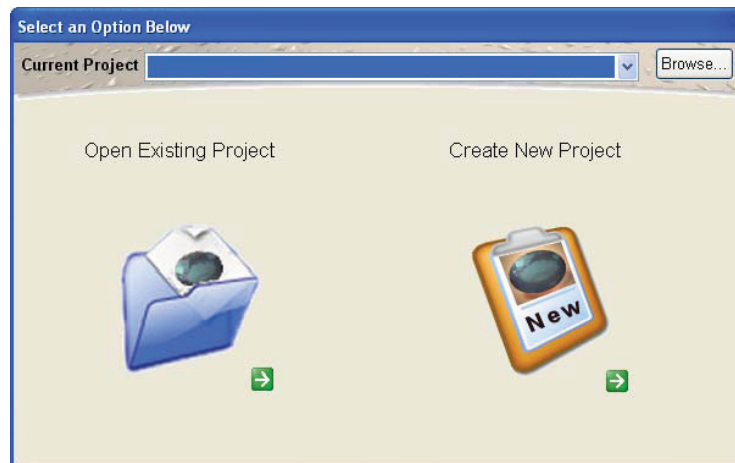 Select an Option Below
Current Project Browse...
Open Existing Project Create New Project
New